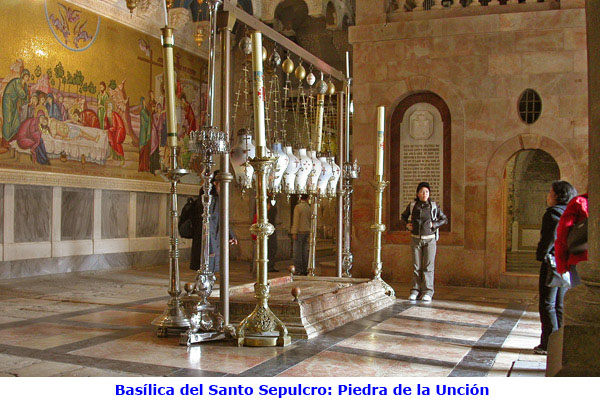 Basílica del Santo Sepulcro: Piedra de la Unción